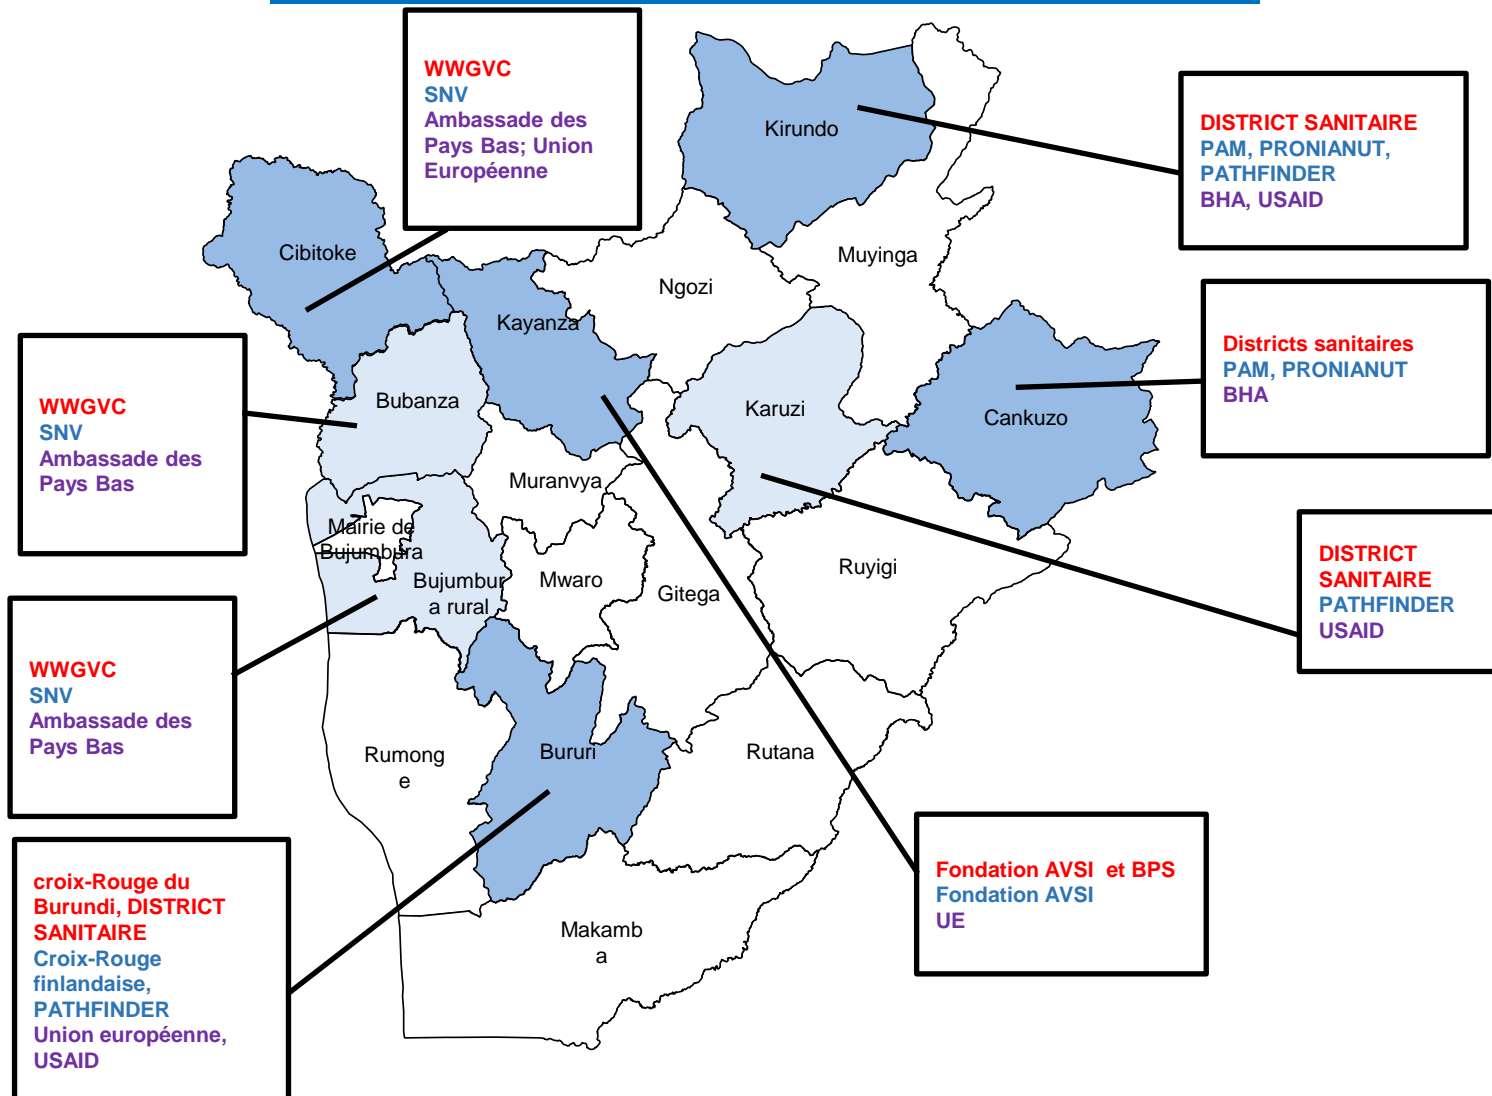 WWGVC
SNV
Ambassade des
Pays Bas; Union
Européenne
DISTRICT SANITAIRE
PAM, PRONIANUT,
PATHFINDER
BHA, USAID
Kirundo
Cibitoke
Muyinga
Ngozi
Kayanza
Districts sanitaires
PAM, PRONIANUT
BHA
WWGVC
SNV
Ambassade des
Pays Bas
Bubanza
Karuzi
Cankuzo
Muranvya
Mairie de
Bujumbura
Bujumbur
a rural
Mwaro
Gitega
Ruyigi
DISTRICT
SANITAIRE
PATHFINDER
USAID
WWGVC
SNV
Ambassade des
Pays Bas
Rumong
e
Bururi
Rutana
croix-Rouge du
Burundi, DISTRICT
SANITAIRE
Croix-Rouge
finlandaise,
PATHFINDER
Union européenne,
USAID
Makamb
a
Fondation AVSI et BPS
Fondation AVSI
UE